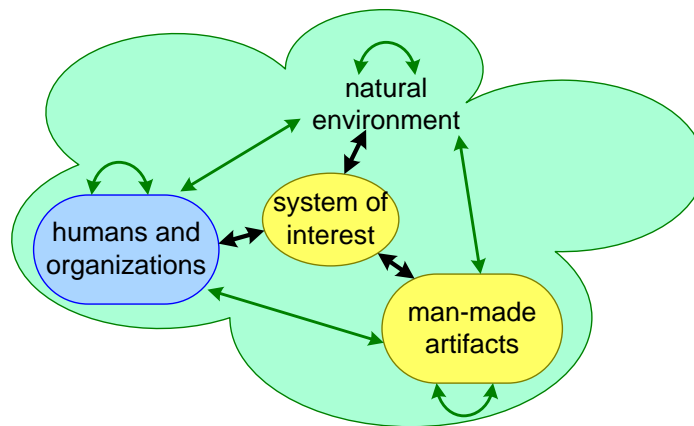 natural
environment
system of
interest
humans and
organizations
man-made
artifacts